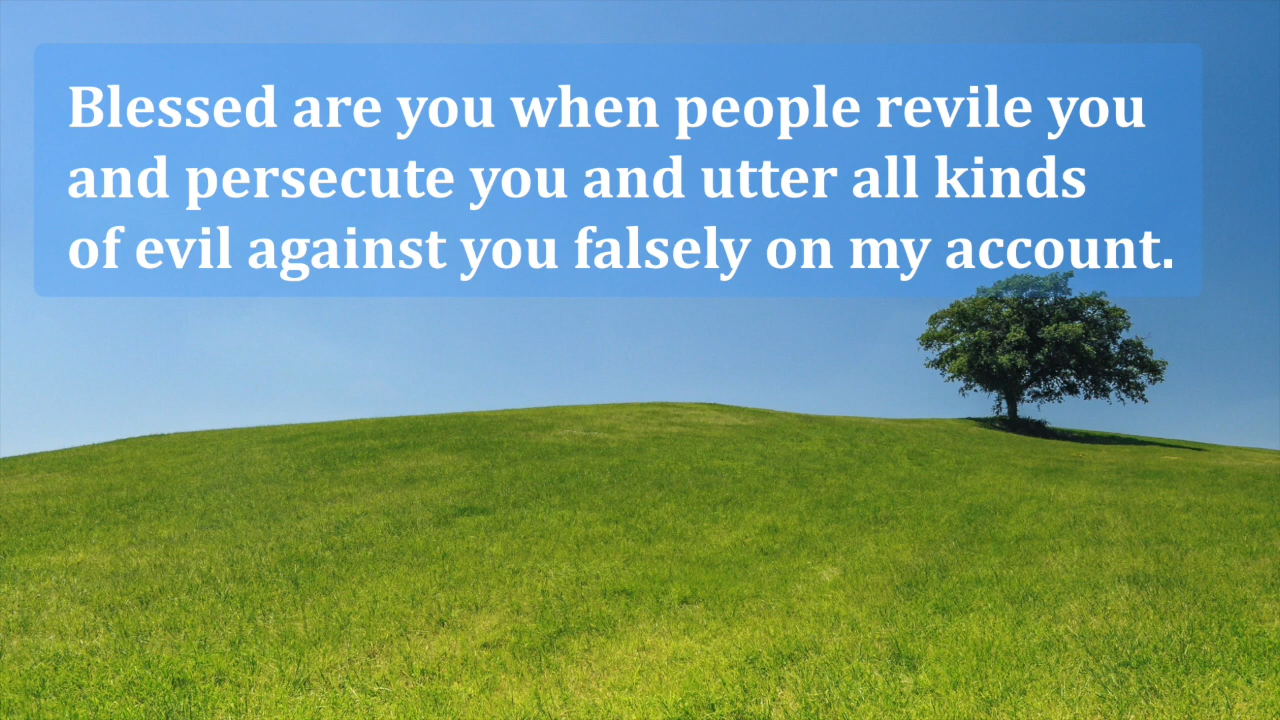 Blessed are you when people revile you
and persecute you and utter all kinds
of evil against you falsely on my account.